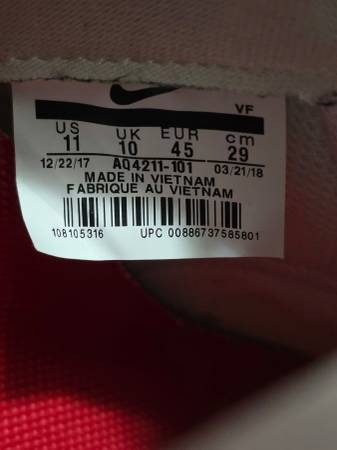 VF
US UK EUR cm
11 10 45 29
12/22/17 AQ4211-101 03/21/18
MADE IN VIETNAM
FABRIQUE AU VIETNAM
108105316 UPC 00886737585801